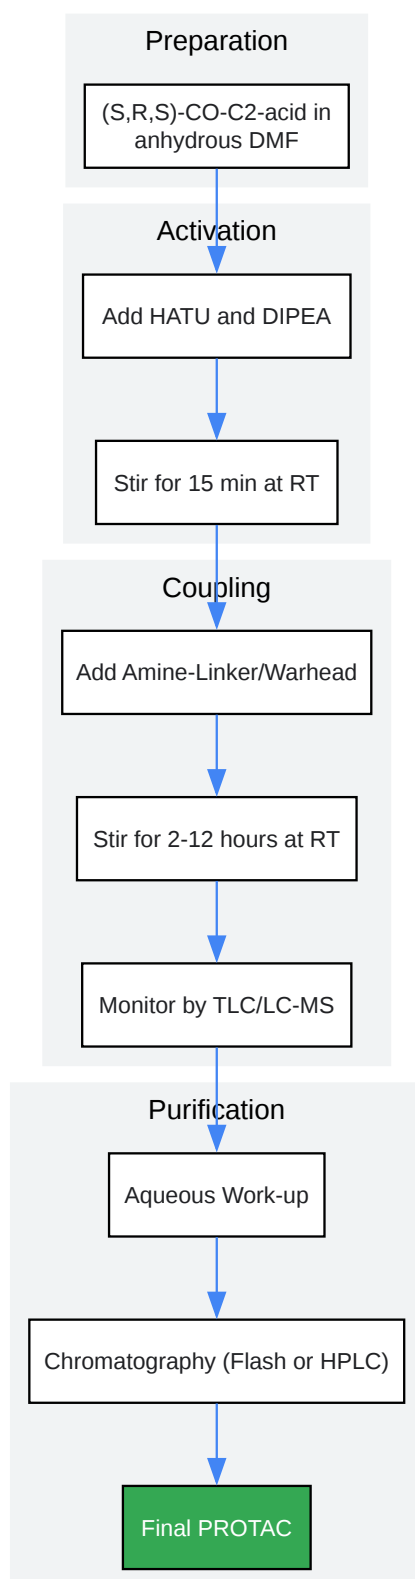 Preparation
(S,R,S)-CO-C2-acid in
anhydrous DMF
Activation
Add HATU and DIPEA
Stir for 15 min at RT
Coupling
Add Amine-Linker/Warhead
Stir for 2-12 hours at RT
Monitor by TLC/LC-MS
Purification
Aqueous Work-up
Chromatography (Flash or HPLC)
Final PROTAC